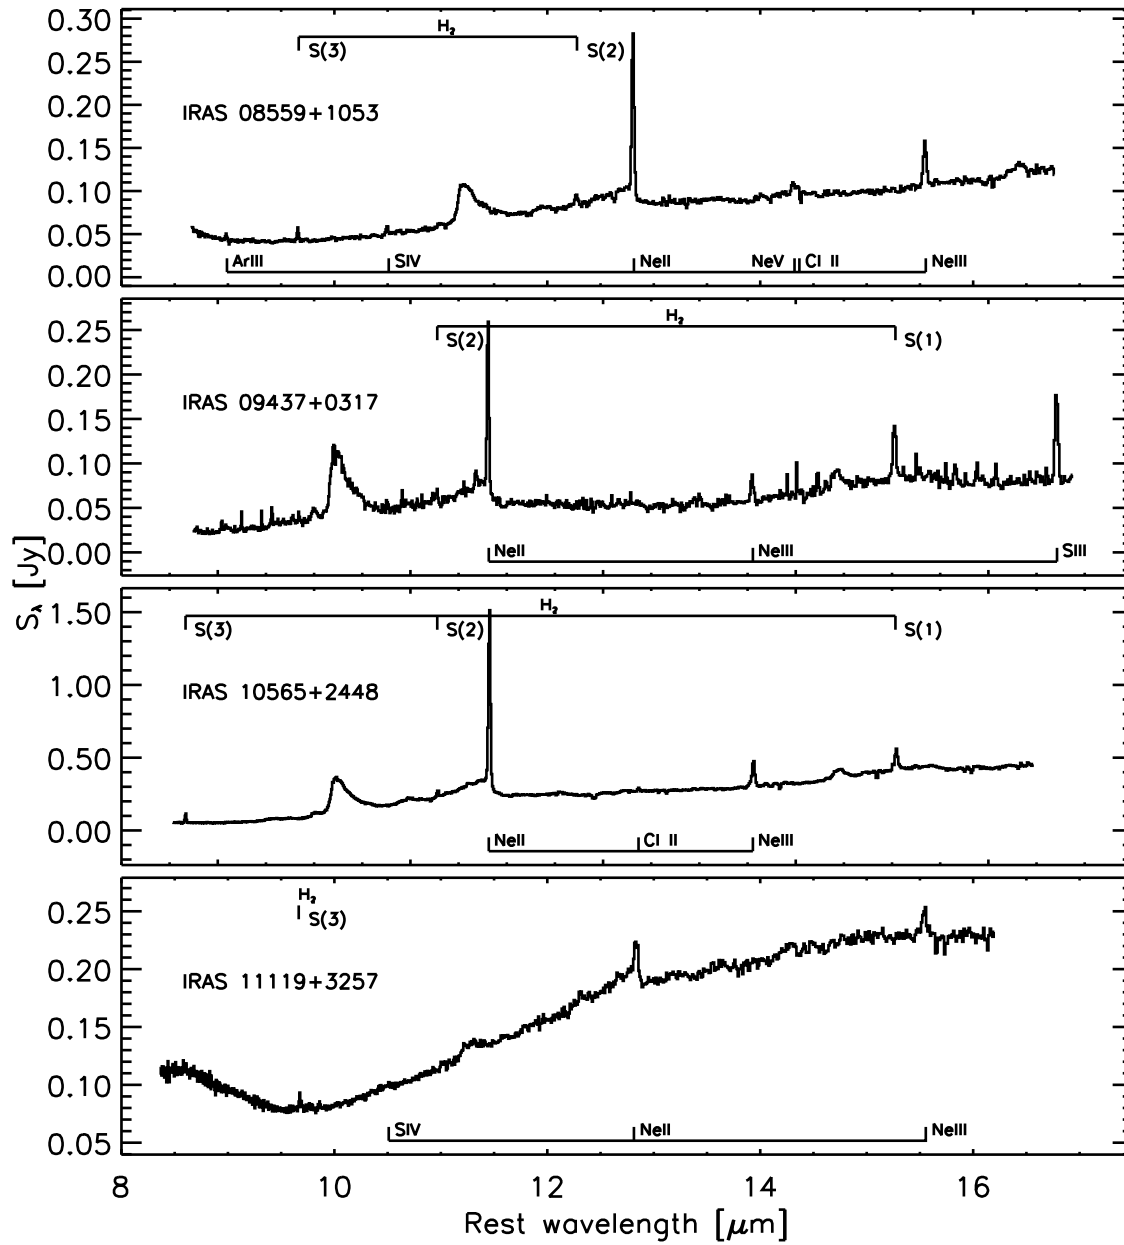 0.30
H₂
S(3)
S(2)
0.25
IRAS 08559+1053
0.20
0.15
0.10
0.05
ArIII
SIV
NeII
NeV
Cl II
NeIII
0.00
H₂
0.25
S(2)
S(1)
0.20
IRAS 09437+0317
0.15
0.10
0.05
0.00
NeII
NeIII
SIII
Sλ [Jy]
H₂
1.50
S(3)
S(2)
S(1)
1.00
IRAS 10565+2448
0.50
0.00
NeII
Cl II
NeIII
H₂
0.25
S(3)
0.20
IRAS 11119+3257
0.15
0.10
SIV
NeII
NeIII
0.05
8
10
12
14
16
Rest wavelength [μm]